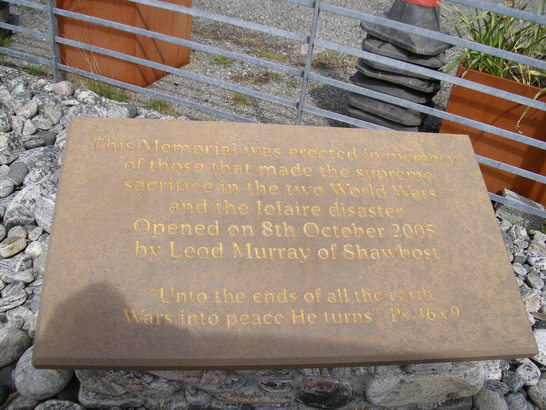 This Memorial was erected in memory
of those that made the supreme
sacrifice in the two World Wars
and the Iolaire disaster
Opened on 8th October 2005
by Leod Murray of Shawbost
Unto the ends of all the earth
Wars into peace He turns' Ps 46 v9